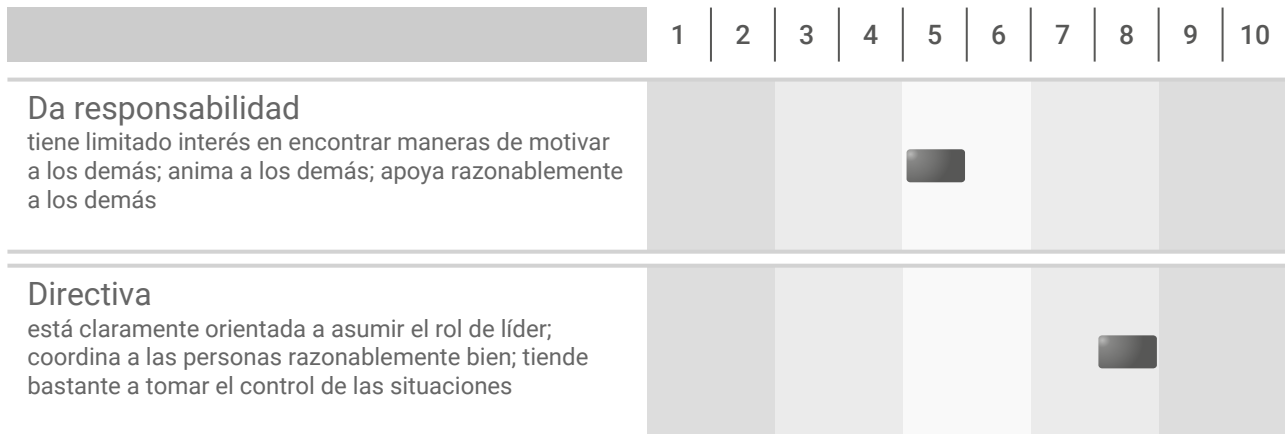 1 2 3 4 5 6 7 8 9 10
Da responsabilidad
tiene limitado interés en encontrar maneras de motivar
a los demás; anima a los demás; apoya razonablemente
a los demás
Directiva
está claramente orientada a asumir el rol de líder;
coordina a las personas razonablemente bien; tiende
bastante a tomar el control de las situaciones